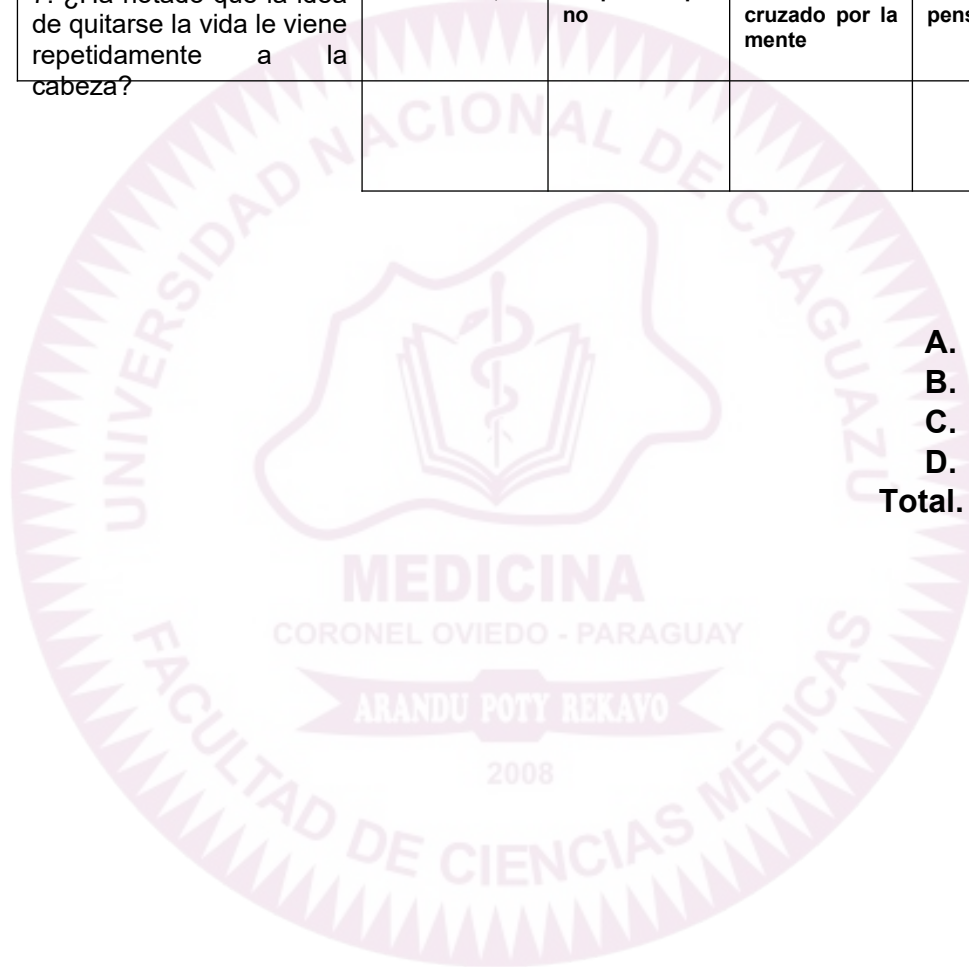 de quitarse la vida le viene
repetidamente a la
cabeza?
no
cruzado por la
mente
A.
B.
C.
D.
Total.
UNIVERSIDAD NACIONAL DE CAAGUAZU
MEDICINA
CORONEL OVIEDO - PARAGUAY
ARANDU POTY REKAVO
2008
FACULTAD DE CIENCIAS MÉDICAS